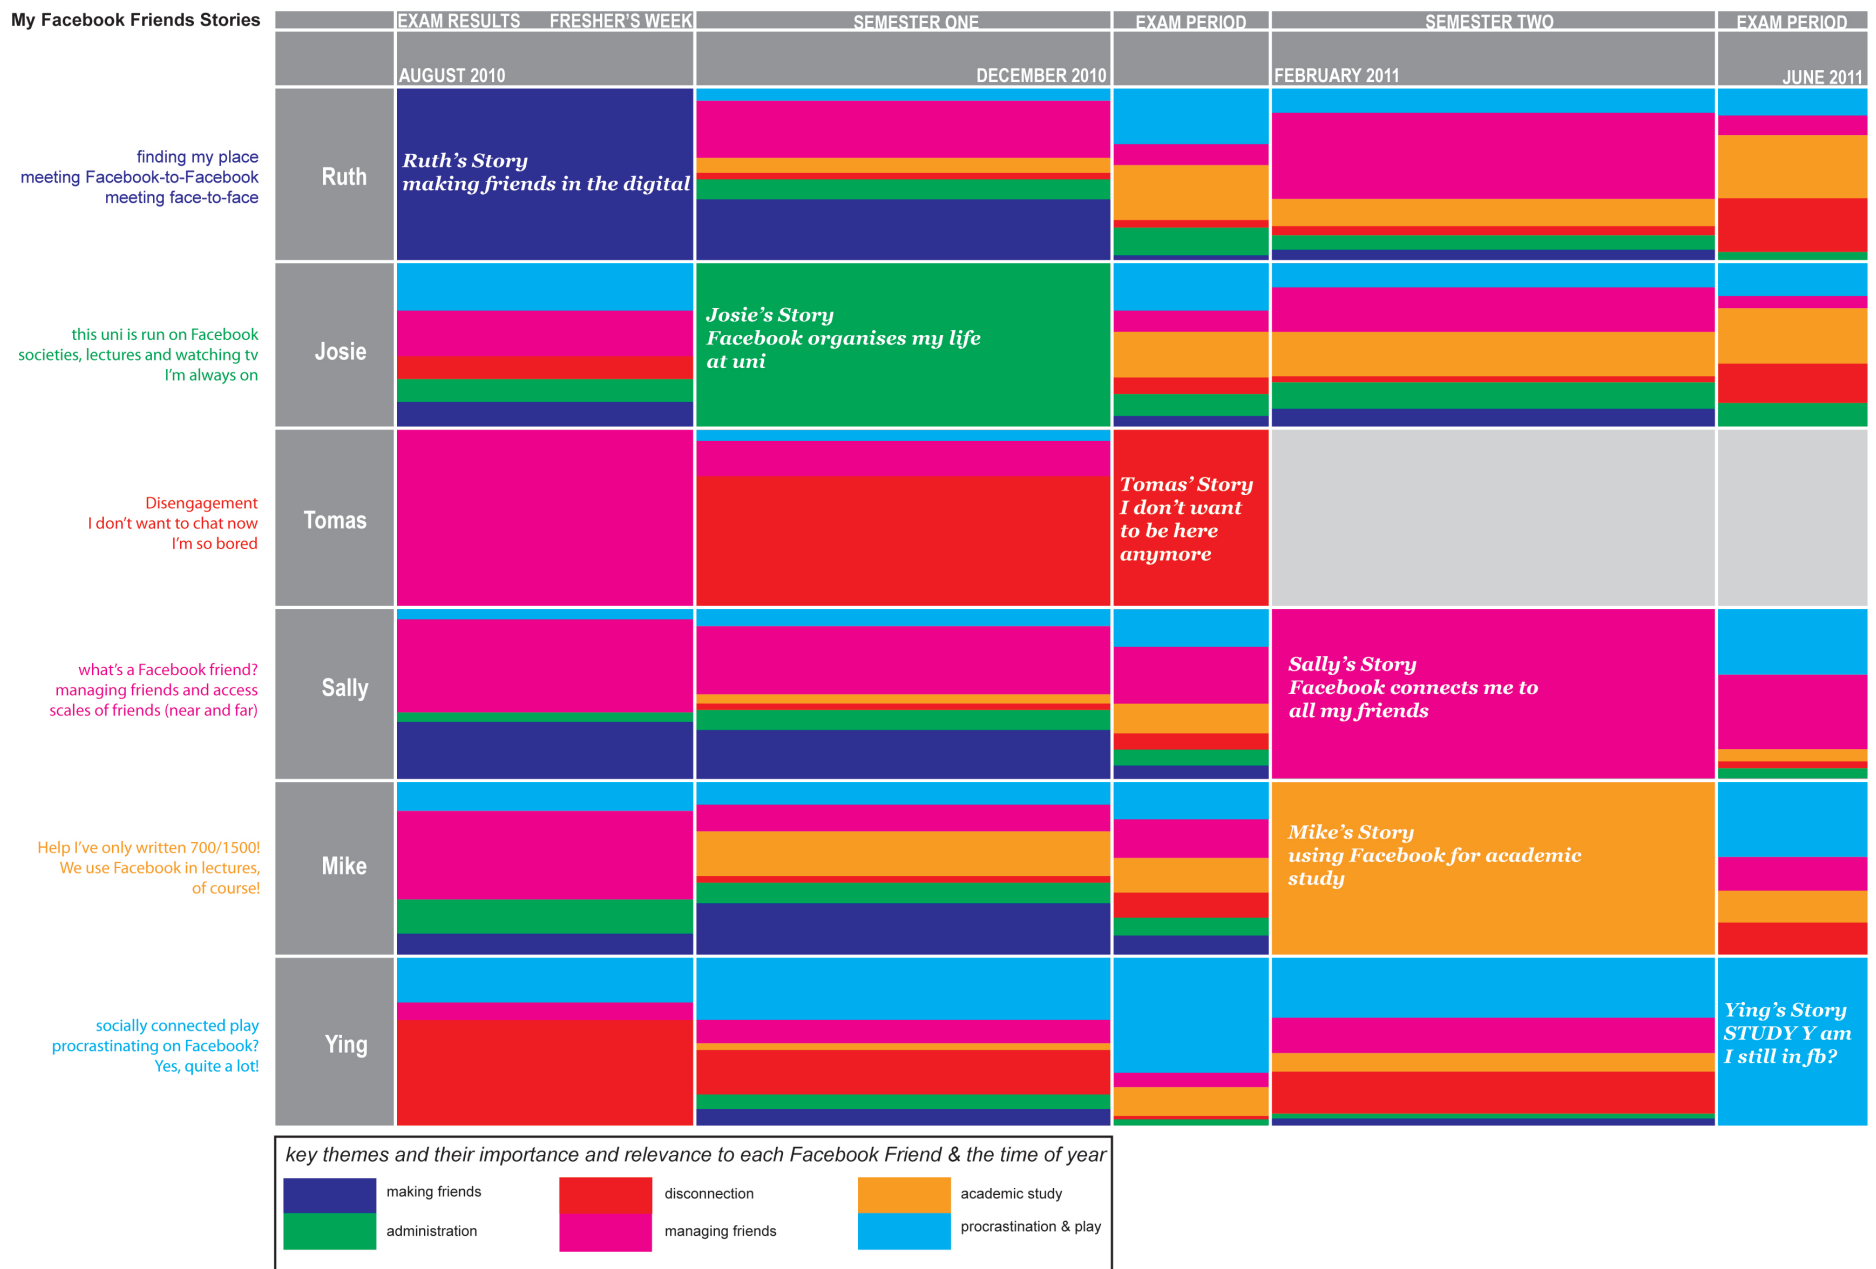 My Facebook Friends Stories
EXAM RESULTS FRESHER'S WEEK SEMESTER ONE EXAM PERIOD SEMESTER TWO EXAM PERIOD
AUGUST 2010 DECEMBER 2010 FEBRUARY 2011 JUNE 2011
finding my place
meeting Facebook-to-Facebook
meeting face-to-face
Ruth
Ruth's Story
making friends in the digital
this uni is run on Facebook
societies, lectures and watching tv
I'm always on
Josie
Josie's Story
Facebook organises my life
at uni
Disengagement
I don't want to chat now
I'm so bored
Tomas
Tomas' Story
I don't want
to be here
anymore
what's a Facebook friend?
managing friends and access
scales of friends (near and far)
Sally
Sally's Story
Facebook connects me to
all my friends
Help I've only written 700/1500!
We use Facebook in lectures,
of course!
Mike
Mike's Story
using Facebook for academic
study
socially connected play
procrastinating on Facebook?
Yes, quite a lot!
Ying
Ying's Story
STUDY Y am
I still in fb?
key themes and their importance and relevance to each Facebook Friend & the time of year
making friends disconnection academic study
administration managing friends procrastination & play